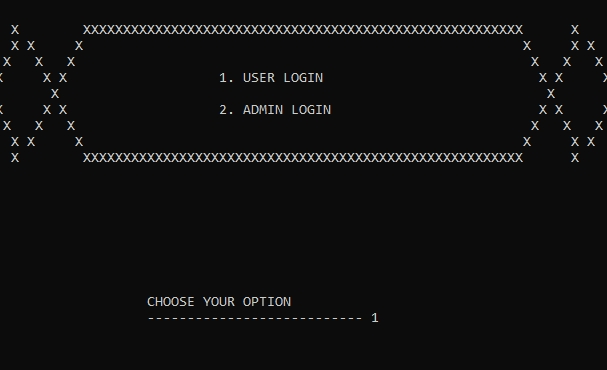 1. USER LOGIN
2. ADMIN LOGIN
CHOOSE YOUR OPTION
--------------------------- 1